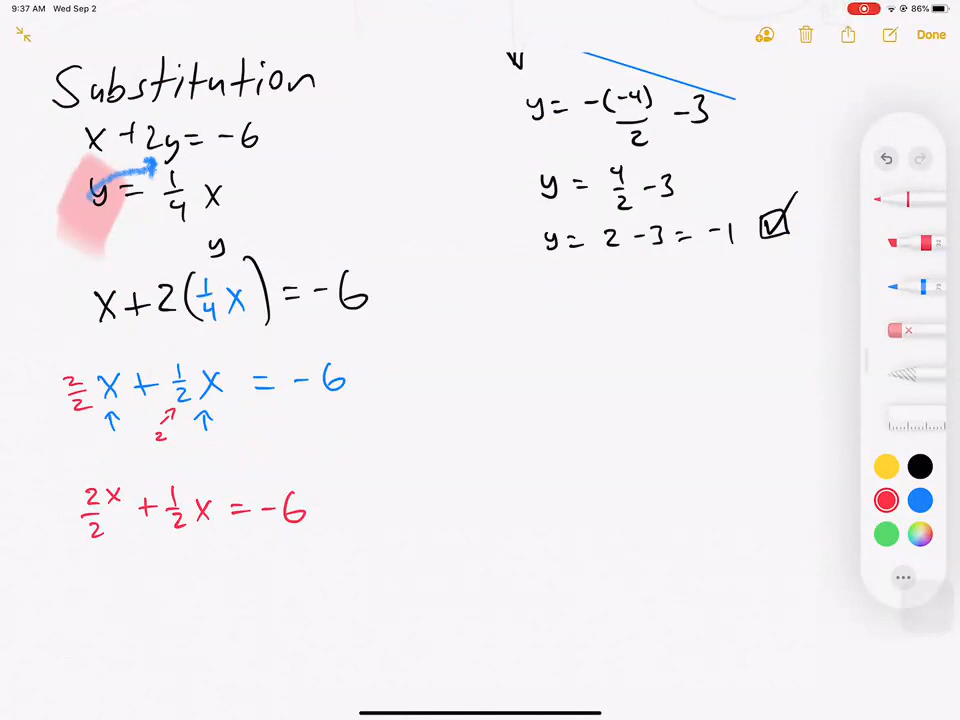 9:37 AM Wed Sep 2
86%
Done
Substitution
x + 2y = -6
y = 1/4 x
y
x + 2(1/4 x) = -6
2/2 x + 1/2 x = -6
2
2x/2 + 1/2 x = -6
y = -(-4)/2 - 3
y = 4/2 - 3
y = 2 - 3 = -1